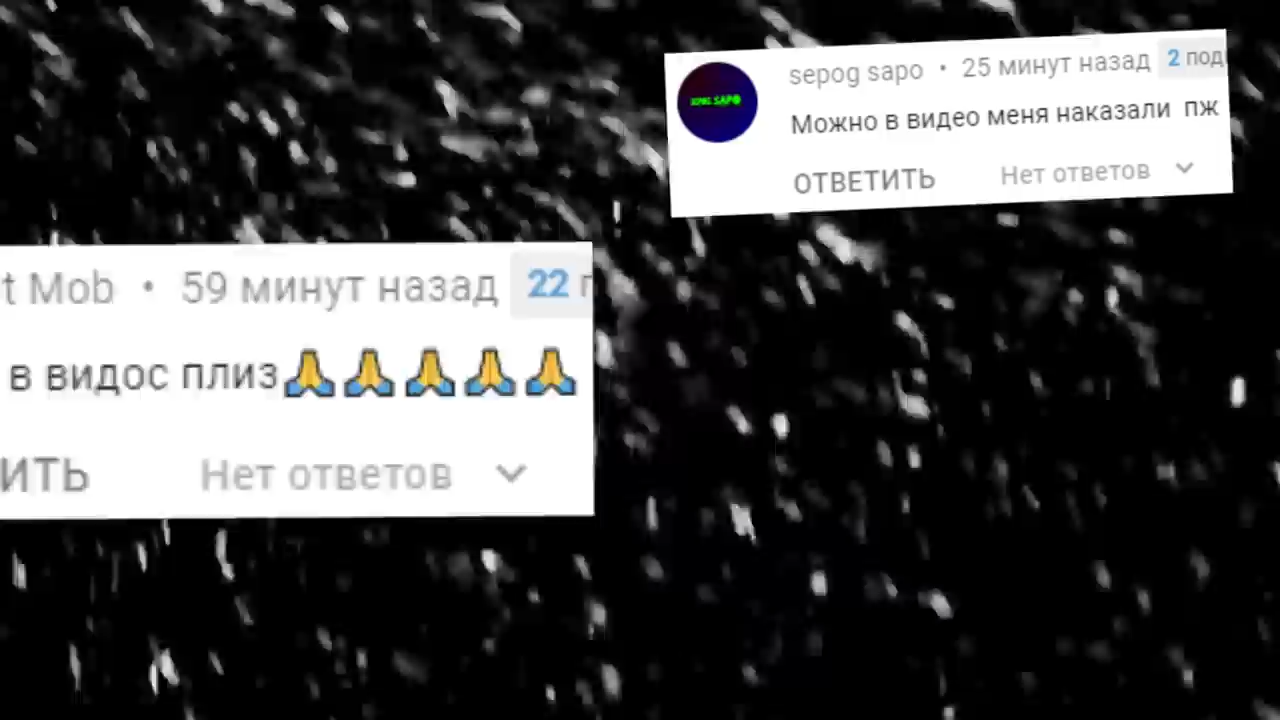 sepog sapo • 25 минут назад 2
Можно в видео меня наказали пж
ОТВЕТИТЬ Нет ответов
t Mob • 59 минут назад 22
в видос плиз🙏🙏🙏🙏🙏
ИТЬ Нет ответов